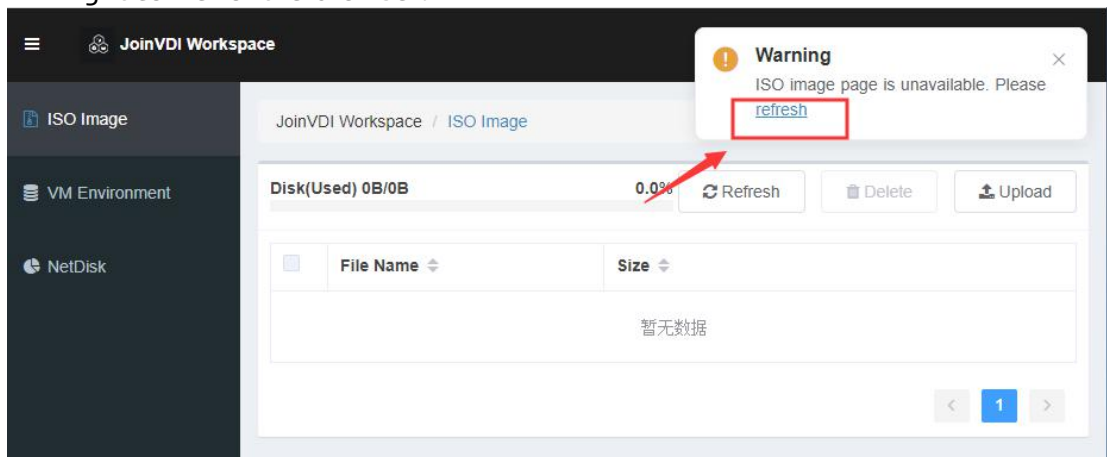 JoinVDI Workspace
Warning
ISO image page is unavailable. Please
refresh
ISO Image
JoinVDI Workspace / ISO Image
VM Environment
Disk(Used) 0B/0B 0.0%
Refresh
Delete
Upload
NetDisk
File Name
Size
暂无数据
1